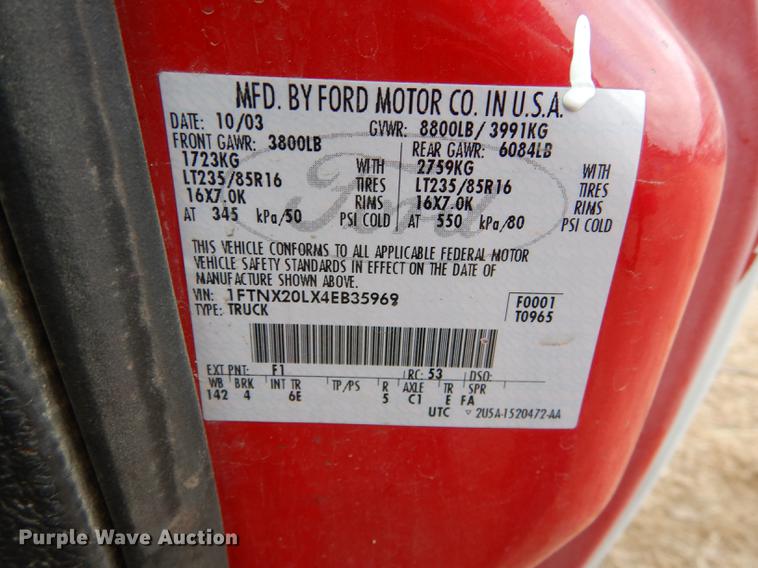 MFD. BY FORD MOTOR CO. IN U.S.A.
DATE: 10/03 GVWR: 8800LB/ 3991KG
FRONT GAWR: 3800LB REAR GAWR: 6084LB
1723KG WITH 2759KG WITH
LT235/85R16 TIRES LT235/85R16 TIRES
16X7.0K RIMS 16X7.0K RIMS
AT 345 kPa/50 PSI COLD AT 550 kPa/80 PSI COLD
Ford
THIS VEHICLE CONFORMS TO ALL APPLICABLE FEDERAL MOTOR
VEHICLE SAFETY STANDARDS IN EFFECT ON THE DATE OF
MANUFACTURE SHOWN ABOVE.
VIN: 1FTNX20LX4EB35969
TYPE: TRUCK
F0001
T0965
EXT PNT: F1 RC: 53 DSO:
WB BRK INT TR TP/PS R AXLE TR SPR
142 4 6E 5 C1 E FA
UTC ▽ 2U5A-1520472-AA
Purple Wave Auction